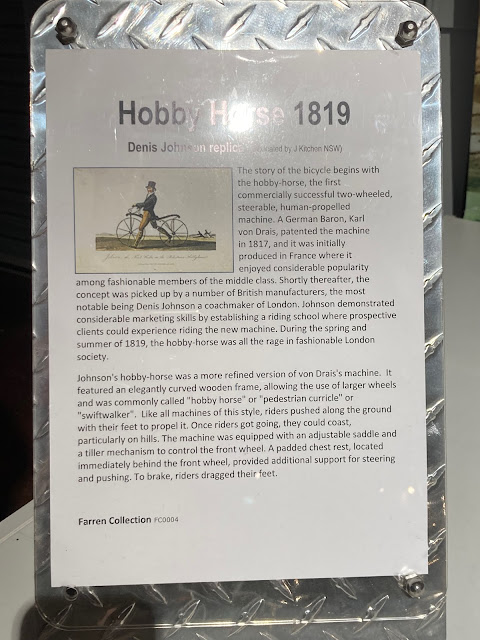 Hobby Horse 1819
Denis Johnson replica by J Kitchen NSW)
The story of the bicycle begins with
the hobby-horse, the first
commercially successful two-wheeled,
steerable, human-propelled
machine. A German Baron, Karl
von Drais, patented the machine
in 1817, and it was initially
produced in France where it
enjoyed considerable popularity
among fashionable members of the middle class. Shortly thereafter, the
concept was picked up by a number of British manufacturers, the most
notable being Denis Johnson a coachmaker of London. Johnson demonstrated
considerable marketing skills by establishing a riding school where prospective
clients could experience riding the new machine. During the spring and
summer of 1819, the hobby-horse was all the rage in fashionable London
society.
Johnson's hobby-horse was a more refined version of von Drais's machine. It
featured an elegantly curved wooden frame, allowing the use of larger wheels
and was commonly called "hobby horse" or "pedestrian curricle" or
"swiftwalker". Like all machines of this style, riders pushed along the ground
with their feet to propel it. Once riders got going, they could coast,
particularly on hills. The machine was equipped with an adjustable saddle and
a tiller mechanism to control the front wheel. A padded chest rest, located
immediately behind the front wheel, provided additional support for steering
and pushing. To brake, riders dragged their feet.
Farren Collection FC0004